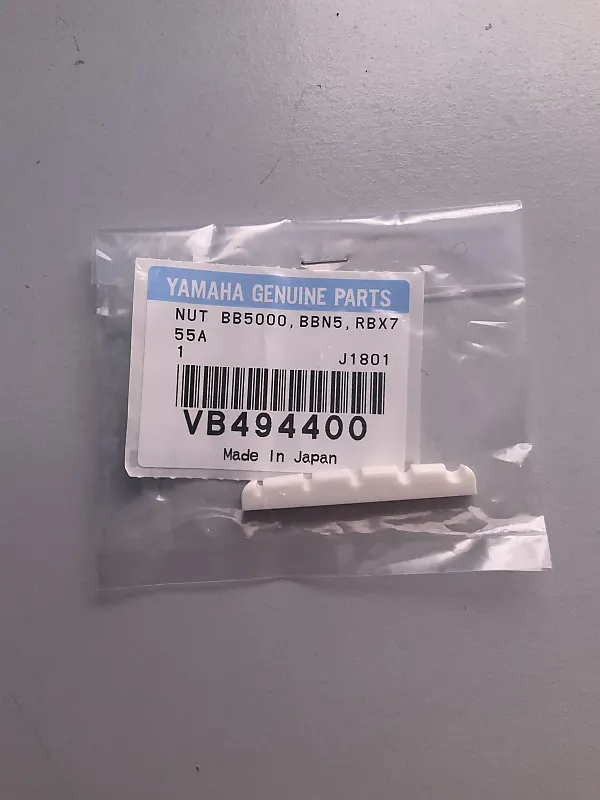 YAMAHA GENUINE PARTS
NUT BB5000,BBN5,RBX7
55A
1 J1801
VB494400
Made In Japan